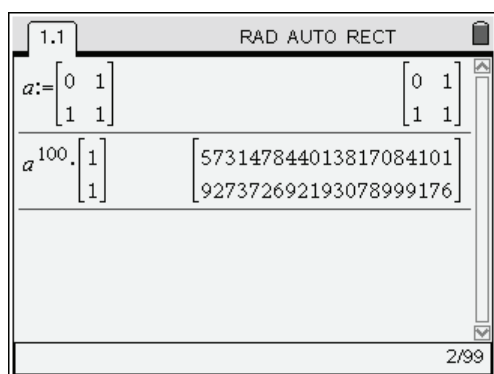 1.1 RAD AUTO RECT
a:=[0 1 [0 1
1 1] 1 1]
a^100·[1 [573147844013817084101
1] 927372692193078999176]
2/99